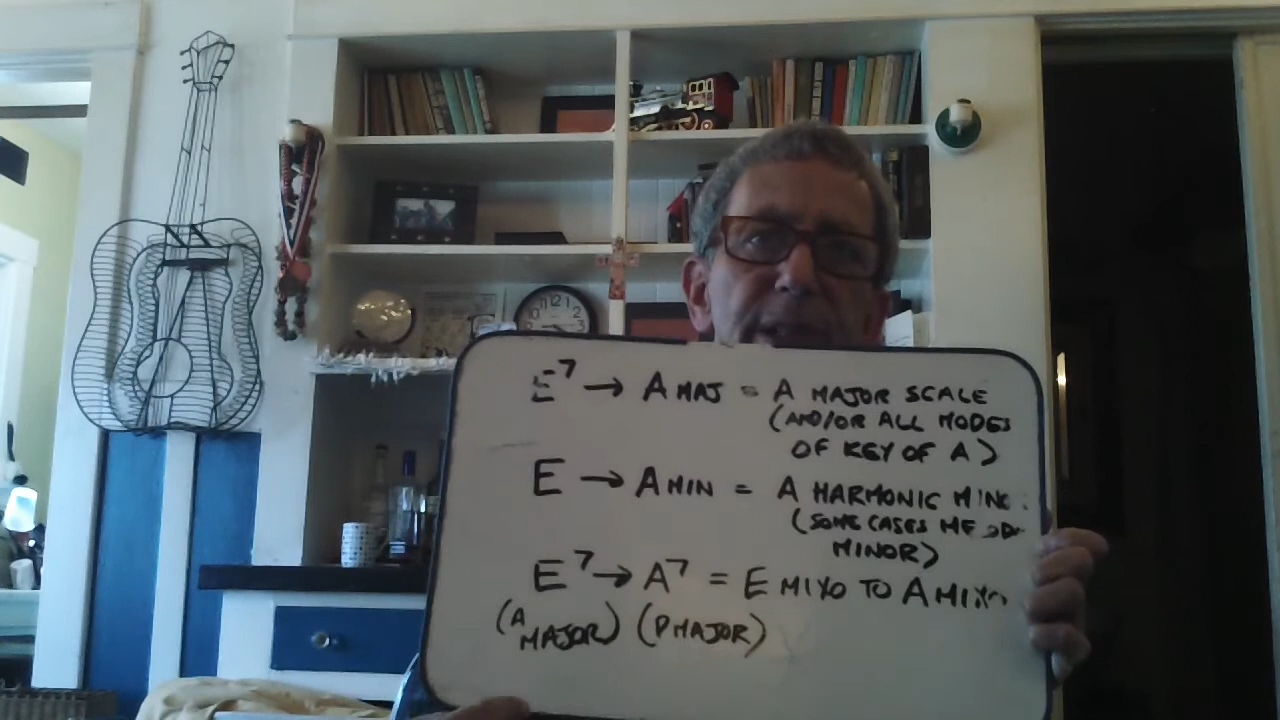 E7 → A MAJ = A MAJOR SCALE
(AND/OR ALL MODES
OF KEY OF A)
E → A MIN = A HARMONIC
(SOME CASES
MINOR)
E7 → A7 = E MIXO TO A MIXO
(A MAJOR) (D MAJOR)